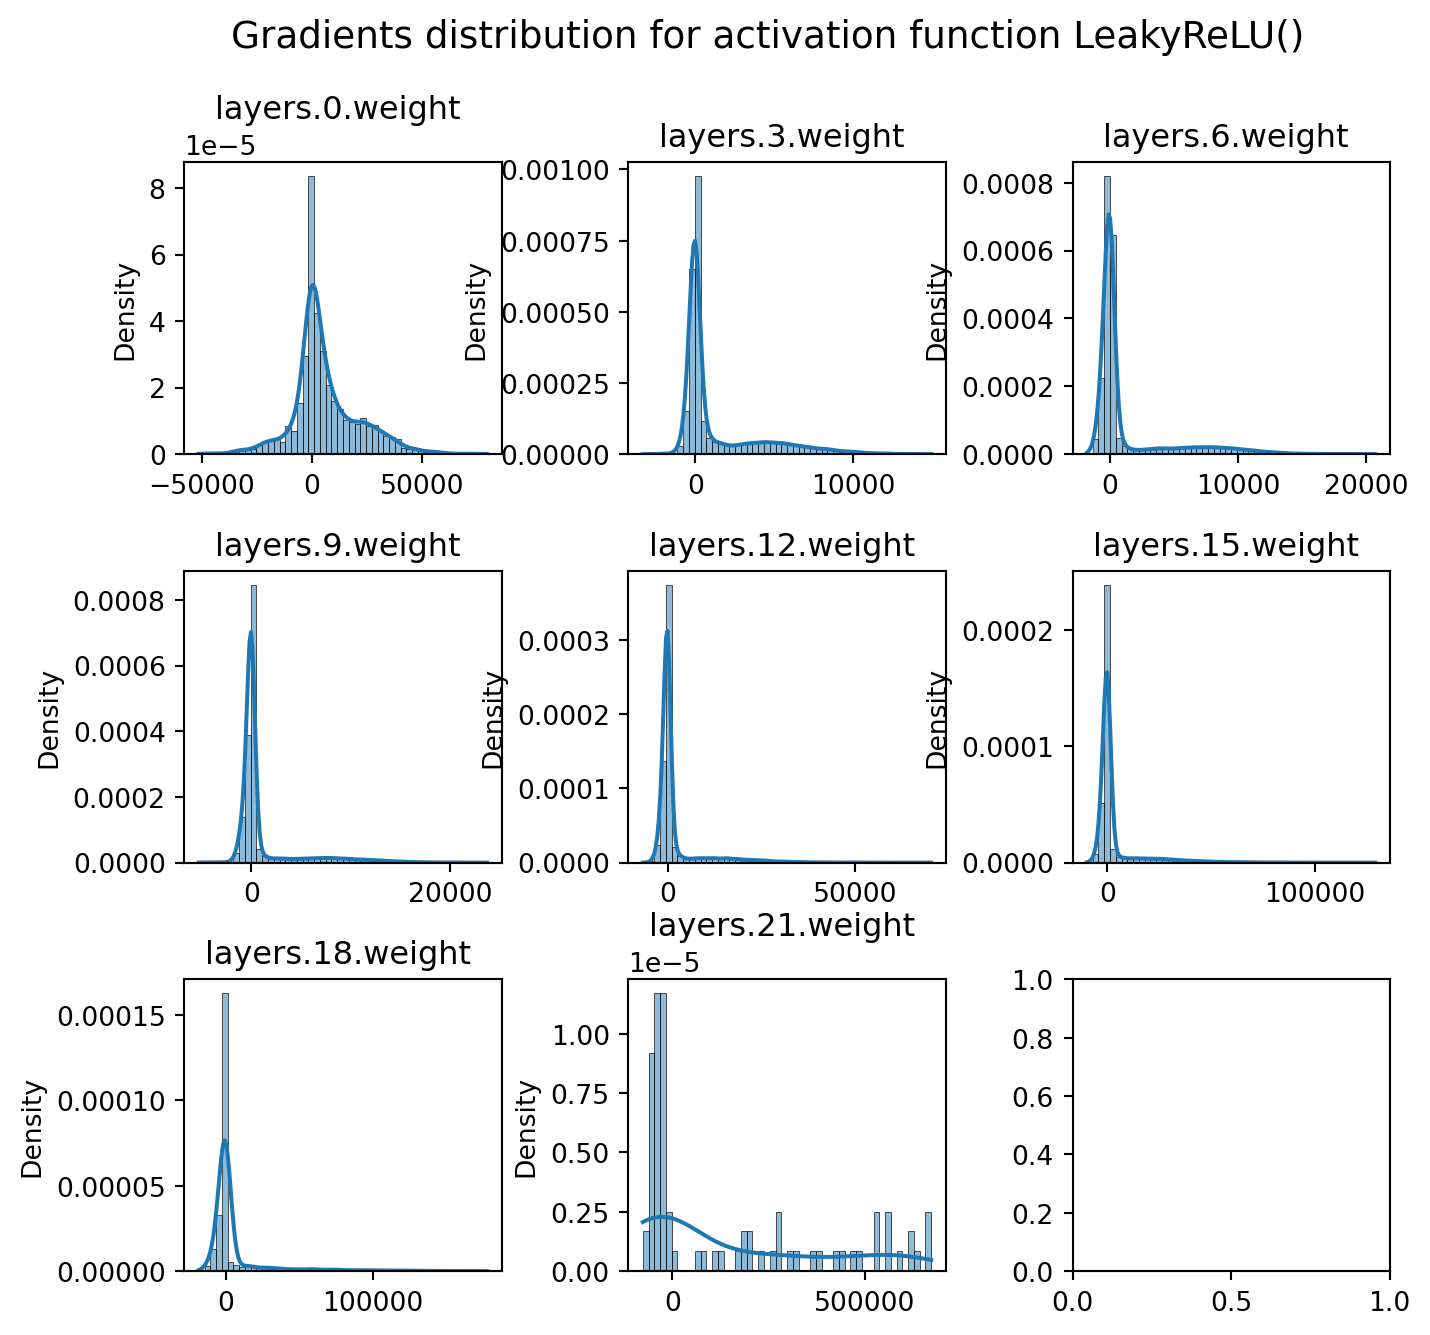 Gradients distribution for activation function LeakyReLU()
layers.0.weight
layers.3.weight
layers.6.weight
1e−5
8
6
4
2
0
Density
−50000 0 50000
0.00100
0.00075
0.00050
0.00025
0.00000
Density
0 10000
0.0008
0.0006
0.0004
0.0002
0.0000
Density
0 10000 20000
layers.9.weight
layers.12.weight
layers.15.weight
0.0008
0.0006
0.0004
0.0002
0.0000
Density
0 20000
0.0003
0.0002
0.0001
0.0000
Density
0 50000
0.0002
0.0001
0.0000
Density
0 100000
layers.18.weight
layers.21.weight
0.00015
0.00010
0.00005
0.00000
Density
0 100000
1e−5
1.00
0.75
0.50
0.25
0.00
Density
0 500000
1.0
0.8
0.6
0.4
0.2
0.0
0.0 0.5 1.0